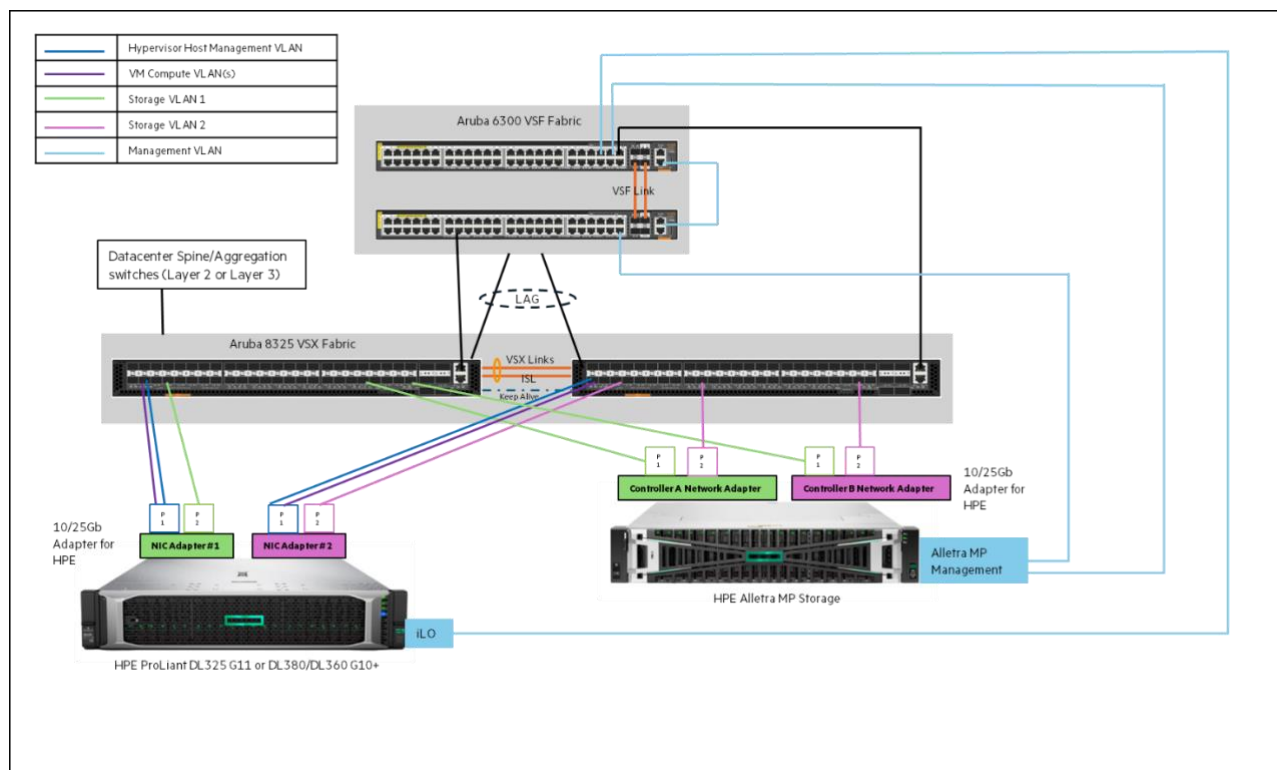 Hypervisor Host Management VLAN
VM Compute VLAN(s)
Storage VLAN 1
Storage VLAN 2
Management VLAN
Aruba 6300 VSF Fabric
VSF Link
Datacenter Spine/Aggregation
switches (Layer 2 or Layer 3)
LAG
Aruba 8325 VSX Fabric
VSX Links
ISL
Keep Alive
P
1
P
2
P
1
P
2
Controller A Network Adapter
Controller B Network Adapter
10/25Gb
Adapter for
HPE
P
1
P
2
P
1
P
2
10/25Gb
Adapter for
HPE
NIC Adapter #1
NIC Adapter #2
Alletra MP
Management
HPE Alletra MP Storage
iLO
HPE ProLiant DL325 G11 or DL380/DL360 G10+